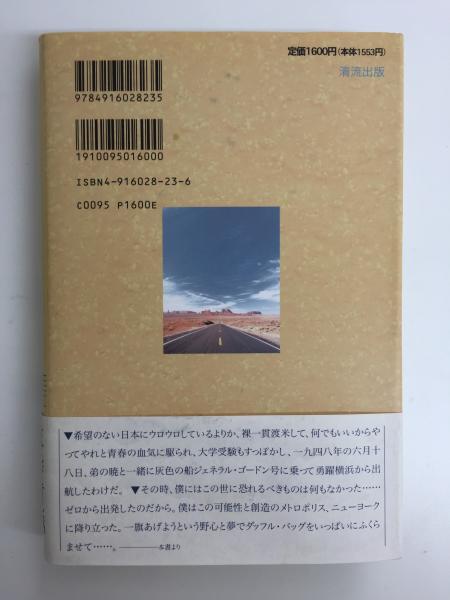 定価1600円(本体1553円)
清流出版
9784916028235
1910095016000
ISBN4-916028-23-6
C0095 P1600E
▼希望のない日本にウロウロしているよりか、裸一貫渡米して、何でもいいからや
ってやれと青春の血気に駆られ、大学受験もすっぽかし、一九四八年の六月十
八日、弟の暁と一緒に灰色の船ジェネラル・ゴードン号に乗って勇躍横浜から出
航したわけだ。 ▼その時、僕にはこの世に恐れるべきものは何もなかった……
ゼロから出発したのだから。僕はこの可能性と創造のメトロポリス、ニューヨーク
に降り立った。一旗あげようという野心と夢でダッフル・バッグをいっぱいにふくら
ませて……。———本書より